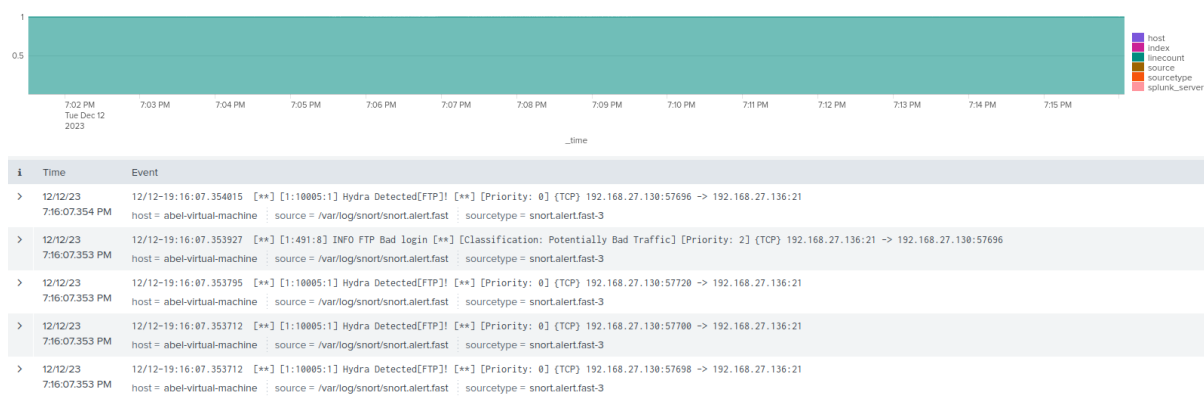 1
0.5
7:02 PM 7:03 PM 7:04 PM 7:05 PM 7:06 PM 7:07 PM 7:08 PM 7:09 PM 7:10 PM 7:11 PM 7:12 PM 7:13 PM 7:14 PM 7:15 PM
Tue Dec 12
2023
_time
host
index
linecount
source
sourcetype
splunk_server
i Time Event
> 12/12/23 12/12-19:16:07.354015 [**] [1:10005:1] Hydra Detected[FTP]! [**] [Priority: 0] {TCP} 192.168.27.130:57696 -> 192.168.27.136:21
7:16:07.354 PM host = abel-virtual-machine source = /var/log/snort/snort.alert.fast sourcetype = snort.alert.fast-3
> 12/12/23 12/12-19:16:07.353927 [**] [1:491:8] INFO FTP Bad login [**] [Classification: Potentially Bad Traffic] [Priority: 2] {TCP} 192.168.27.136:21 -> 192.168.27.130:57696
7:16:07.353 PM host = abel-virtual-machine source = /var/log/snort/snort.alert.fast sourcetype = snort.alert.fast-3
> 12/12/23 12/12-19:16:07.353795 [**] [1:10005:1] Hydra Detected[FTP]! [**] [Priority: 0] {TCP} 192.168.27.130:57720 -> 192.168.27.136:21
7:16:07.353 PM host = abel-virtual-machine source = /var/log/snort/snort.alert.fast sourcetype = snort.alert.fast-3
> 12/12/23 12/12-19:16:07.353712 [**] [1:10005:1] Hydra Detected[FTP]! [**] [Priority: 0] {TCP} 192.168.27.130:57700 -> 192.168.27.136:21
7:16:07.353 PM host = abel-virtual-machine source = /var/log/snort/snort.alert.fast sourcetype = snort.alert.fast-3
> 12/12/23 12/12-19:16:07.353712 [**] [1:10005:1] Hydra Detected[FTP]! [**] [Priority: 0] {TCP} 192.168.27.130:57698 -> 192.168.27.136:21
7:16:07.353 PM host = abel-virtual-machine source = /var/log/snort/snort.alert.fast sourcetype = snort.alert.fast-3